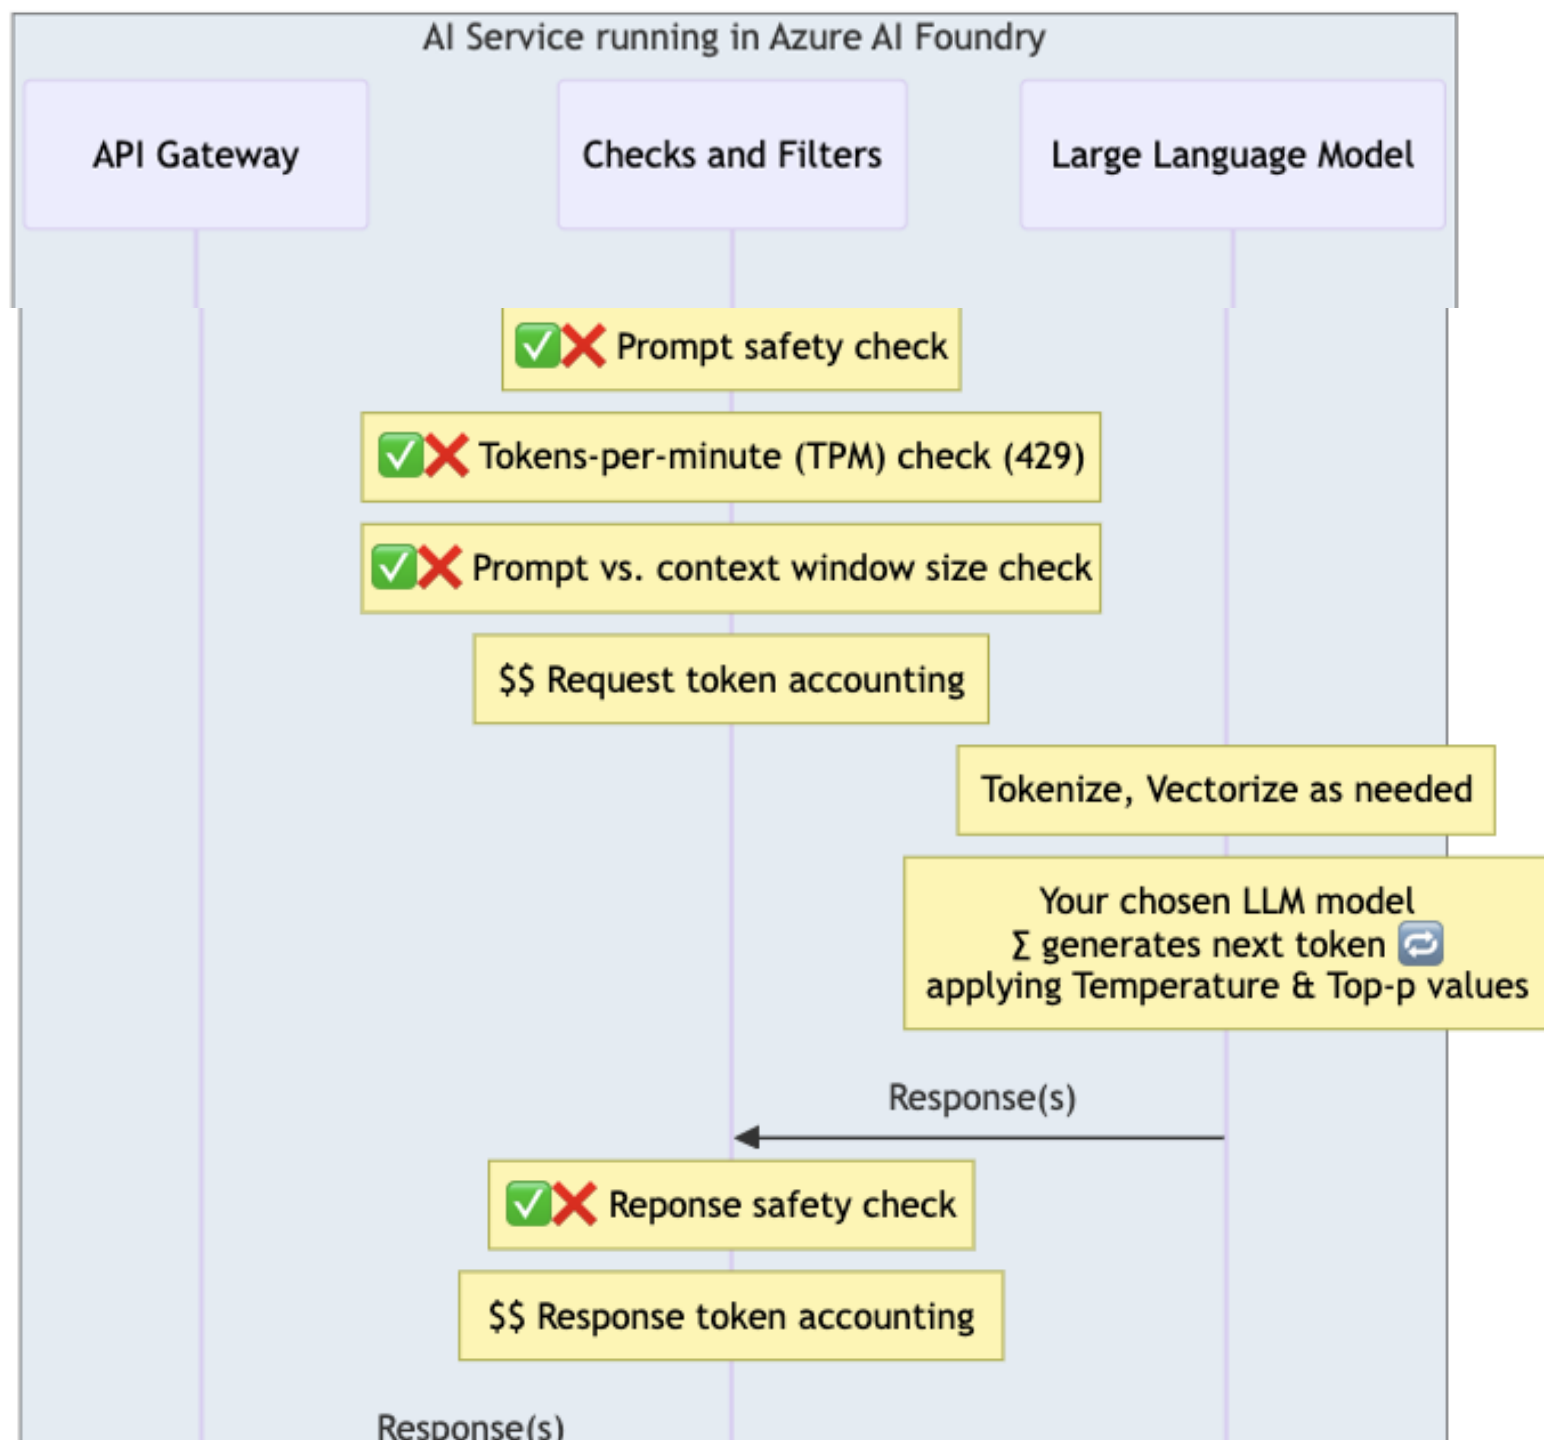 AI Service running in Azure AI Foundry
API Gateway
Checks and Filters
Large Language Model
✅❌ Prompt safety check
✅❌ Tokens-per-minute (TPM) check (429)
✅❌ Prompt vs. context window size check
$$ Request token accounting
Tokenize, Vectorize as needed
Your chosen LLM model
Σ generates next token 🔁
applying Temperature & Top-p values
Response(s)
✅❌ Reponse safety check
$$ Response token accounting
Response(s)